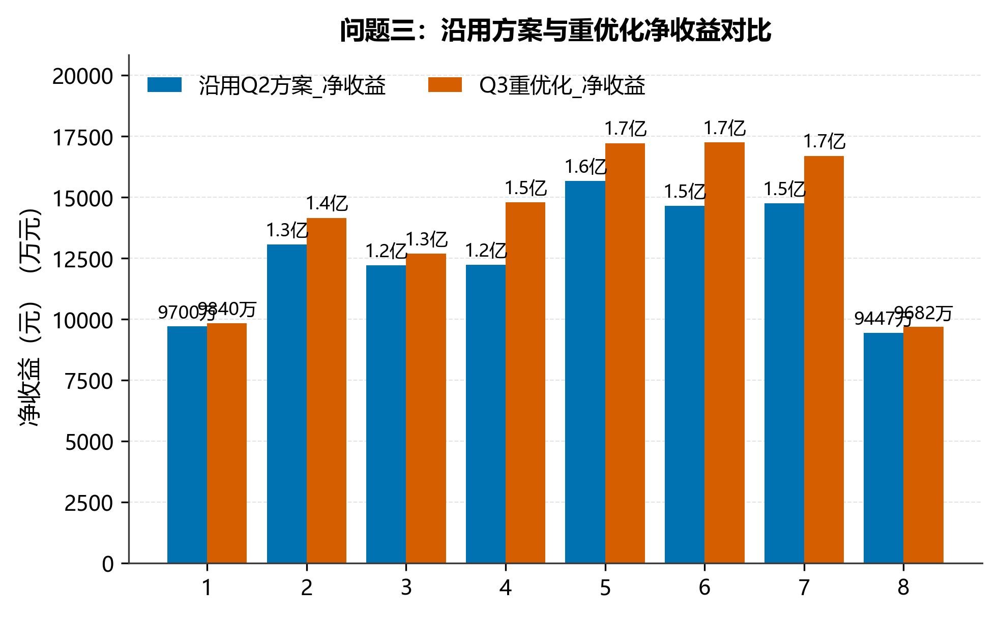 问题三：沿用方案与重优化净收益对比
沿用Q2方案_净收益 Q3重优化_净收益
净收益（元）（万元）
20000
17500
15000
12500
10000
7500
5000
2500
0
9700万 9840万
1.3亿 1.4亿
1.2亿 1.3亿
1.2亿 1.5亿
1.6亿 1.7亿
1.5亿 1.7亿
1.5亿 1.7亿
9447万 9682万
1 2 3 4 5 6 7 8